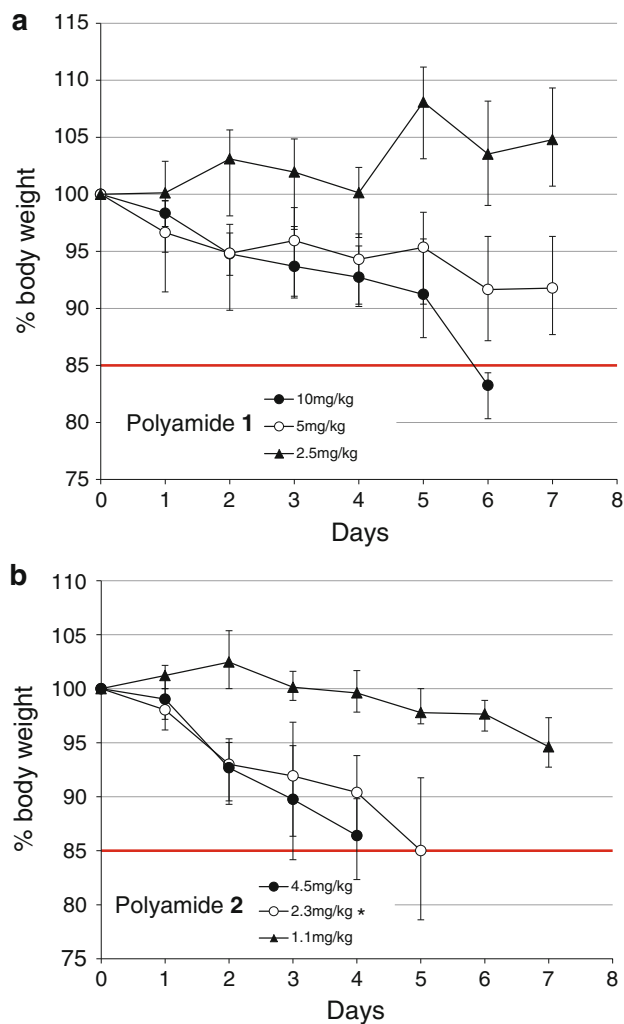 a
115
110
105
100
95
90
85
80
75
% body weight
Polyamide 1
10mg/kg
5mg/kg
2.5mg/kg
0 1 2 3 4 5 6 7 8
Days
b
110
105
100
95
90
85
80
75
% body weight
Polyamide 2
4.5mg/kg
2.3mg/kg *
1.1mg/kg
0 1 2 3 4 5 6 7 8
Days